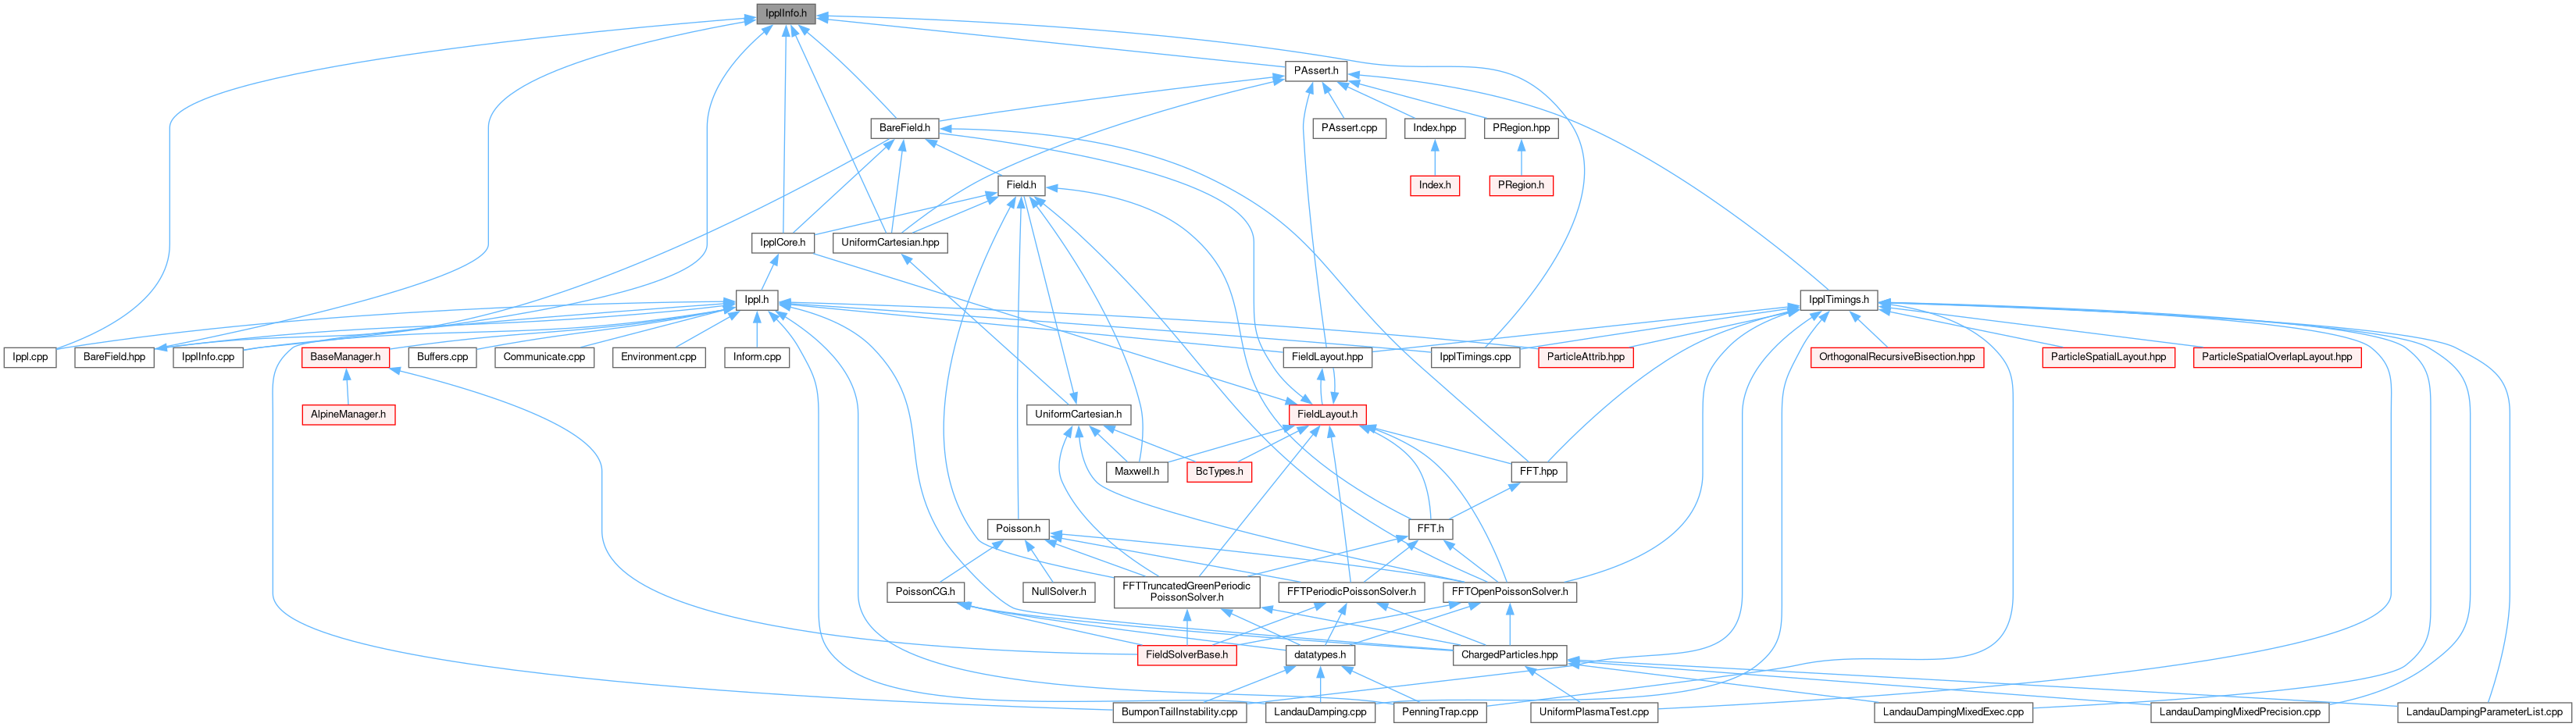 IpplInfo.h
PAssert.h
BareField.h
PAssert.cpp
Index.hpp
PRegion.hpp
Field.h
Index.h
PRegion.h
IpplCore.h
UniformCartesian.hpp
Ippl.h
IpplTimings.h
Ippl.cpp
BareField.hpp
IpplInfo.cpp
BaseManager.h
Buffers.cpp
Communicate.cpp
Environment.cpp
Inform.cpp
FieldLayout.hpp
IpplTimings.cpp
ParticleAttrib.hpp
OrthogonalRecursiveBisection.hpp
ParticleSpatialLayout.hpp
ParticleSpatialOverlapLayout.hpp
AlpineManager.h
UniformCartesian.h
FieldLayout.h
Maxwell.h
BcTypes.h
FFT.hpp
Poisson.h
FFT.h
PoissonCG.h
NullSolver.h
FFTTruncatedGreenPeriodic
PoissonSolver.h
FFTPeriodicPoissonSolver.h
FFTOpenPoissonSolver.h
FieldSolverBase.h
datatypes.h
ChargedParticles.hpp
BumponTailInstability.cpp
LandauDamping.cpp
PenningTrap.cpp
UniformPlasmaTest.cpp
LandauDampingMixedExec.cpp
LandauDampingMixedPrecision.cpp
LandauDampingParameterList.cpp